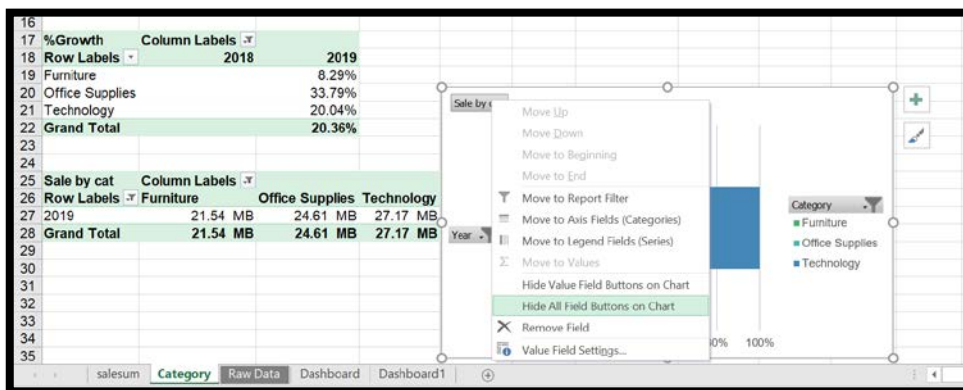 16
17 %Growth Column Labels
18 Row Labels 2018 2019
19 Furniture 8.29%
20 Office Supplies 33.79%
21 Technology 20.04%
22 Grand Total 20.36%
23
24
25 Sale by cat Column Labels
26 Row Labels Furniture Office Supplies Technology
27 2019 21.54 MB 24.61 MB 27.17 MB
28 Grand Total 21.54 MB 24.61 MB 27.17 MB
29
30
31
32
33
34
35
Sale by c
Move Up
Move Down
Move to Beginning
Move to End
Move to Report Filter
Move to Axis Fields (Categories)
Move to Legend Fields (Series)
Move to Values
Hide Value Field Buttons on Chart
Hide All Field Buttons on Chart
Remove Field
Value Field Settings...
Year
Category
Furniture
Office Supplies
Technology
0% 100%
salesum Category Raw Data Dashboard Dashboard1